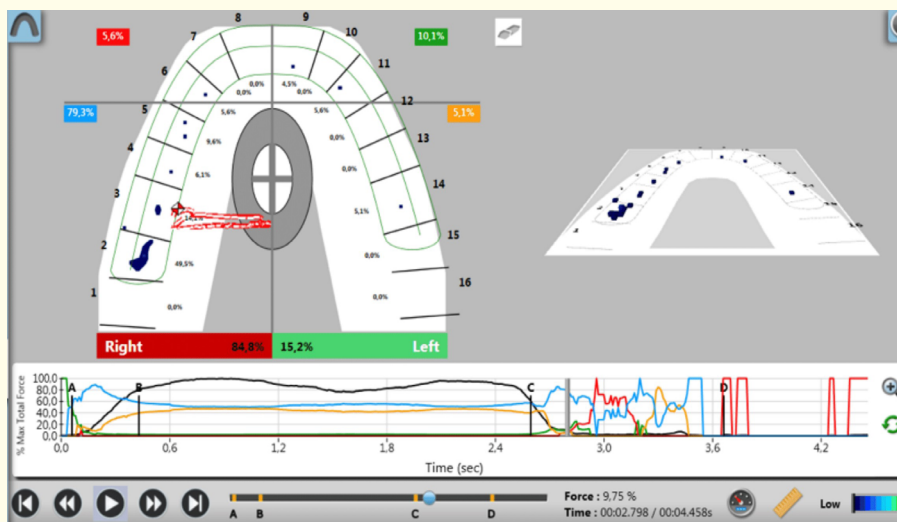 8 9
5,6% 7 10 10,1%
6 11
0,0% 4,5%
0,0% 0,0%
79,3% 5 5,6% 5,6% 12 5,1%
4 9,6% 0,0% 13
3 6,1% 0,0% 14
14,1% 5,1%
2 49,5% 0,0% 15
1 0,0% 0,0% 16
Right 84,8% 15,2% Left
% Max Total Force
100.0
80.0
60.0
40.0
20.0
0.0
A B C D
0.0 0.6 1.2 1.8 2.4 3.0 3.6 4.2
Time (sec)
A B C D
Force : 9,75 %
Time : 00:02.798 / 00:04.458s
Low